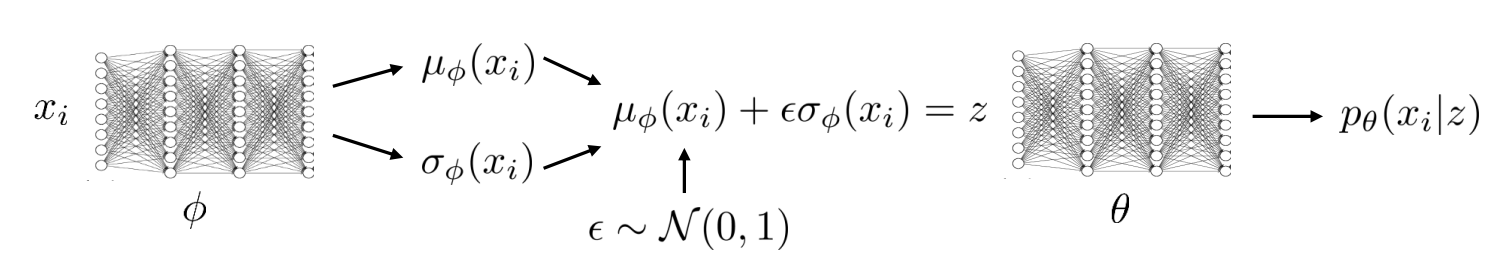 x_i
μ_φ(x_i)
σ_φ(x_i)
μ_φ(x_i) + εσ_φ(x_i) = z
ε ∼ 𝒩(0, 1)
p_θ(x_i|z)
φ
θ